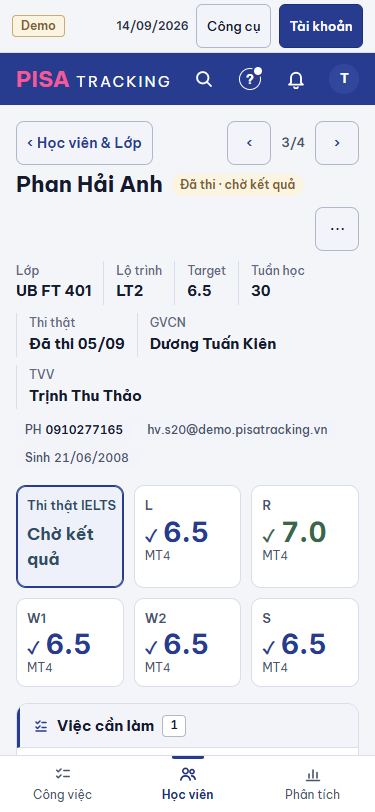 Demo 14/09/2026 Công cụ Tài khoản
PISA TRACKING ? T
‹ Học viên & Lớp ‹ 3/4 ›
Phan Hải Anh Đã thi · chờ kết quả
...
Lớp Lộ trình Target Tuần học
UB FT 401 LT2 6.5 30
Thi thật GVCN
Đã thi 05/09 Dương Tuấn Kiên
TVV
Trịnh Thu Thảo
PH 0910277165 hv.s20@demo.pisatracking.vn
Sinh 21/06/2008
Thi thật IELTS L R
Chờ kết quả ✓ 6.5 ✓ 7.0
MT4 MT4
W1 W2 S
✓ 6.5 ✓ 6.5 ✓ 6.5
MT4 MT4 MT4
Việc cần làm 1
Công việc Học viên Phân tích